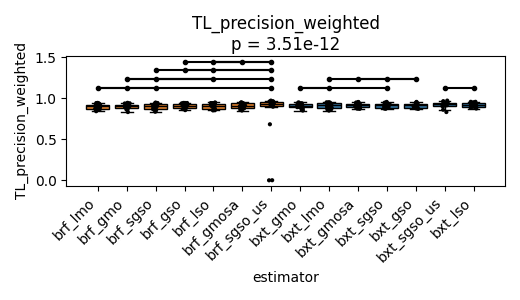 TL_precision_weighted
p = 3.51e-12
TL_precision_weighted
1.5
1.0
0.5
0.0
brf_lmo
brf_gmo
brf_sgso
brf_gso
brf_lso
brf_gmosa
brf_sgso_us
bxt_gmo
bxt_lmo
bxt_gmosa
bxt_sgso
bxt_gso
bxt_sgso_us
bxt_lso
estimator